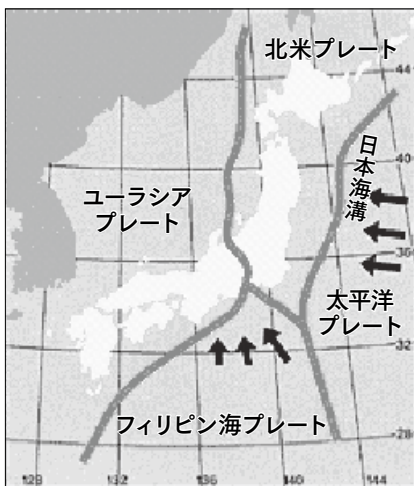 北米プレート
44
日本海溝
40
ユーラシア
プレート
36
太平洋
プレート
32
フィリピン海プレート
28
128
132
136
140
144